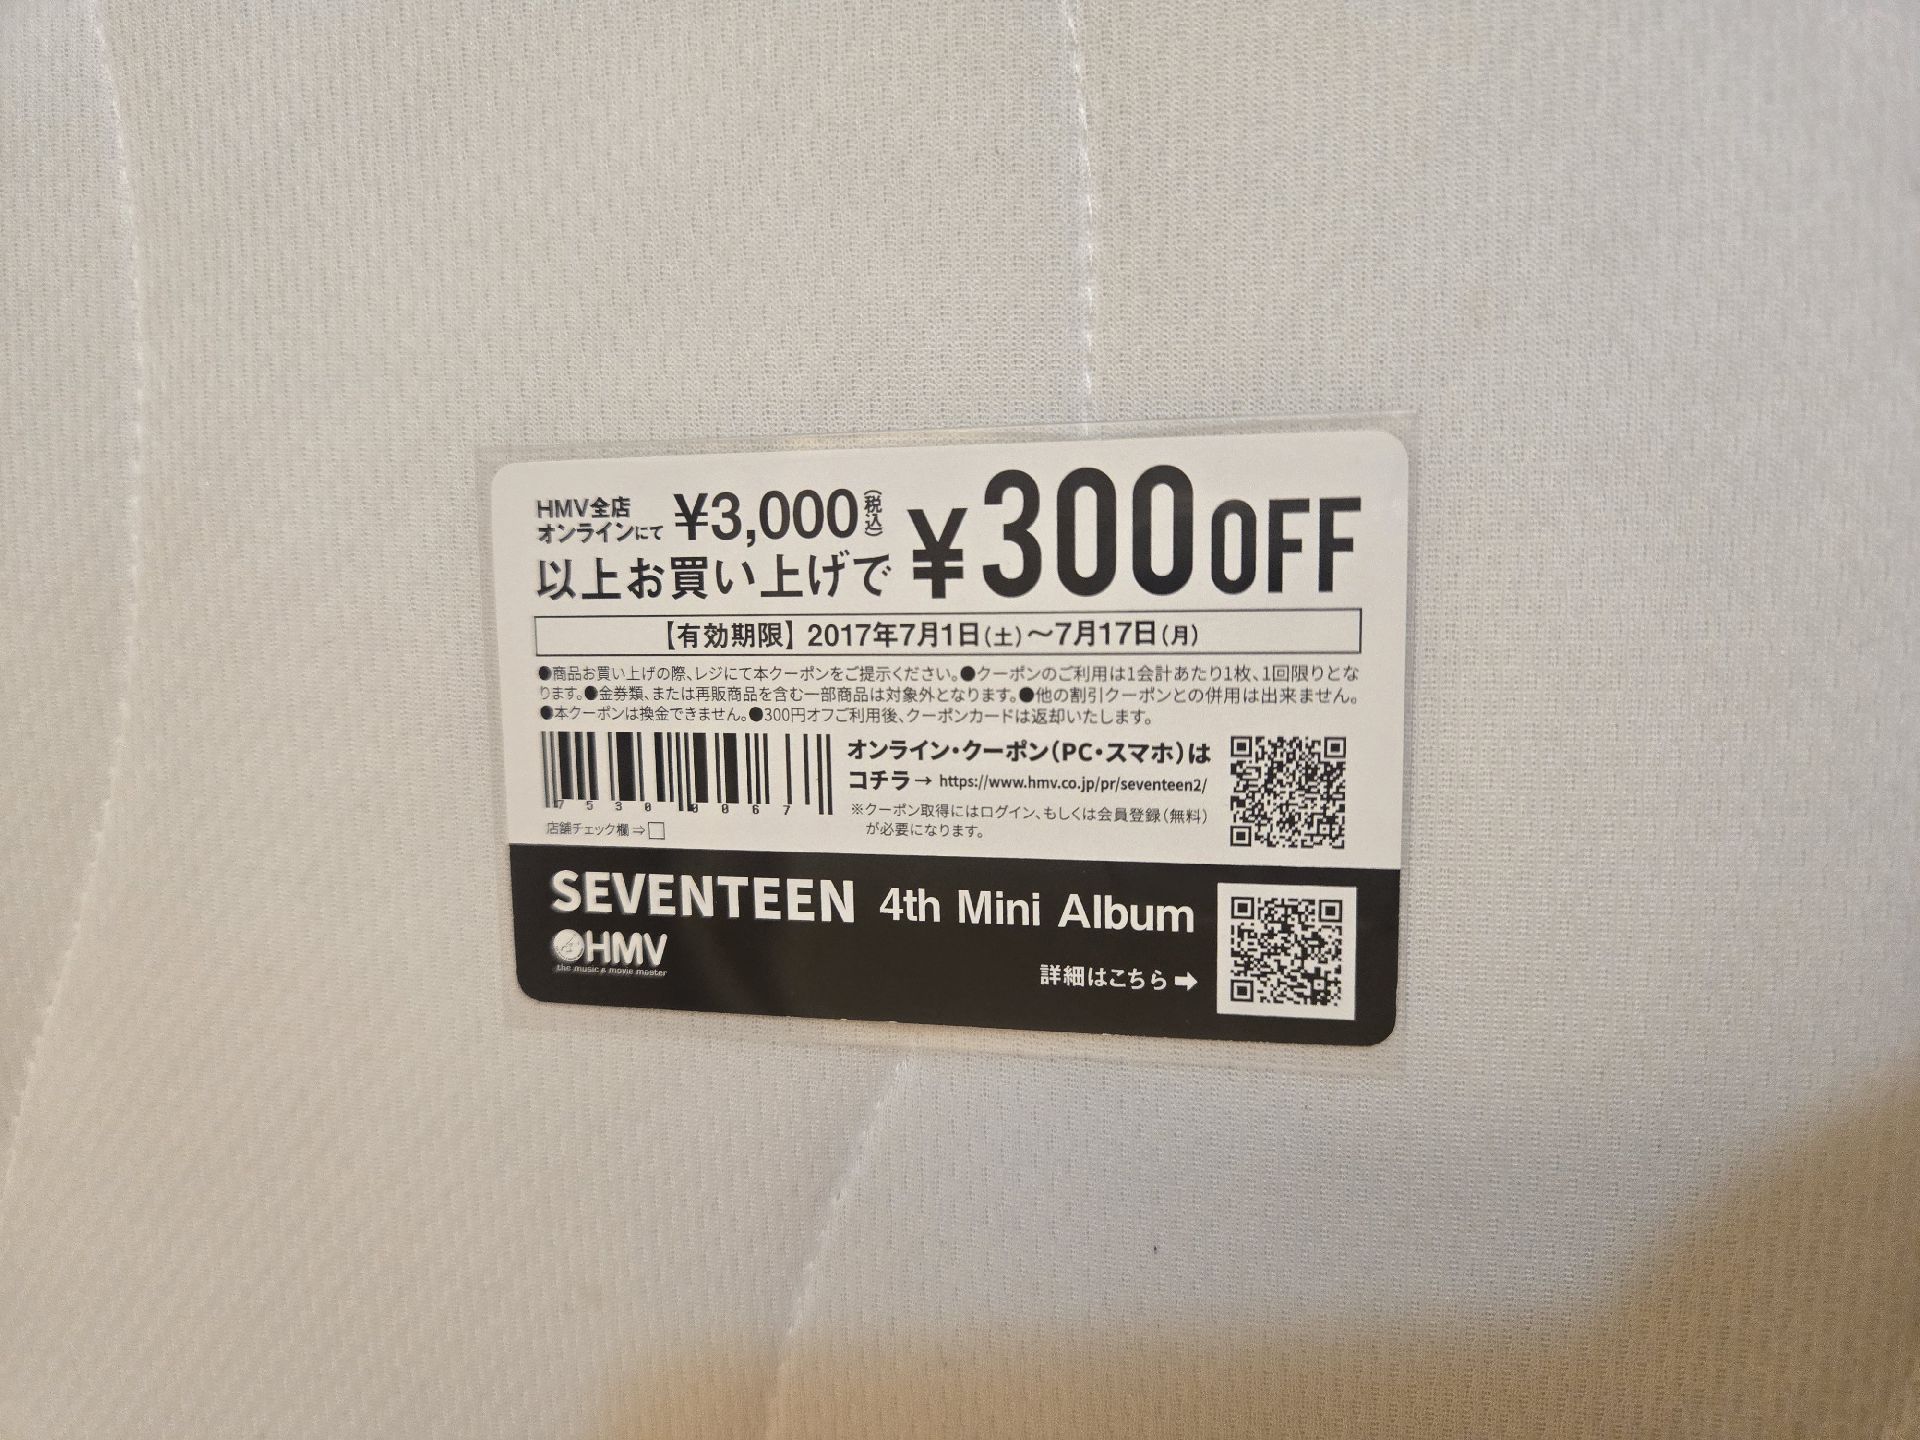 HMV全店
オンラインにて
¥3,000(税込)
以上お買い上げで
¥300OFF
【有効期限】2017年7月1日(土)〜7月17日(月)
●商品お買い上げの際、レジにて本クーポンをご提示ください。●クーポンのご利用は1会計あたり1枚、1回限りとな
ります。●金券類、または再販商品を含む一部商品は対象外となります。●他の割引クーポンとの併用は出来ません。
●本クーポンは換金できません。●300円オフご利用後、クーポンカードは返却いたします。
オンライン・クーポン(PC・スマホ)は
コチラ→ https://www.hmv.co.jp/pr/seventeen2/
※クーポン取得にはログイン、もしくは会員登録(無料)
が必要になります。
75300067
店舗チェック欄⇒□
SEVENTEEN 4th Mini Album
HMV
the music & movie master
詳細はこちら➡